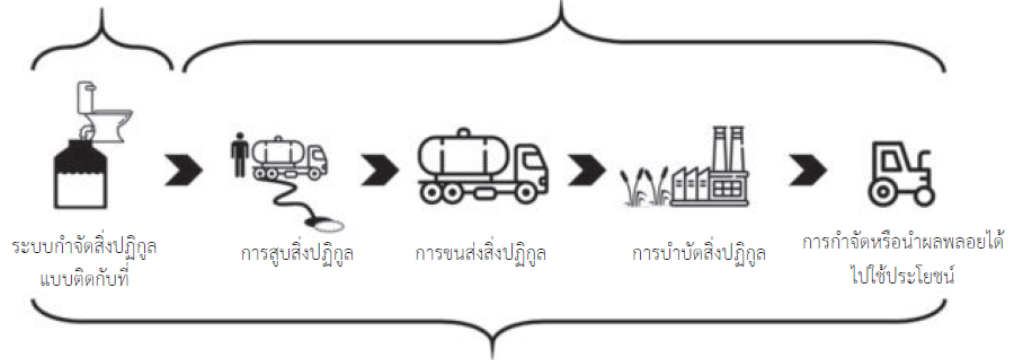 ระบบกำจัดสิ่งปฏิกูล
แบบติดกับที่
การสูบสิ่งปฏิกูล
การขนส่งสิ่งปฏิกูล
การบำบัดสิ่งปฏิกูล
การกำจัดหรือนำผลพลอยได้
ไปใช้ประโยชน์